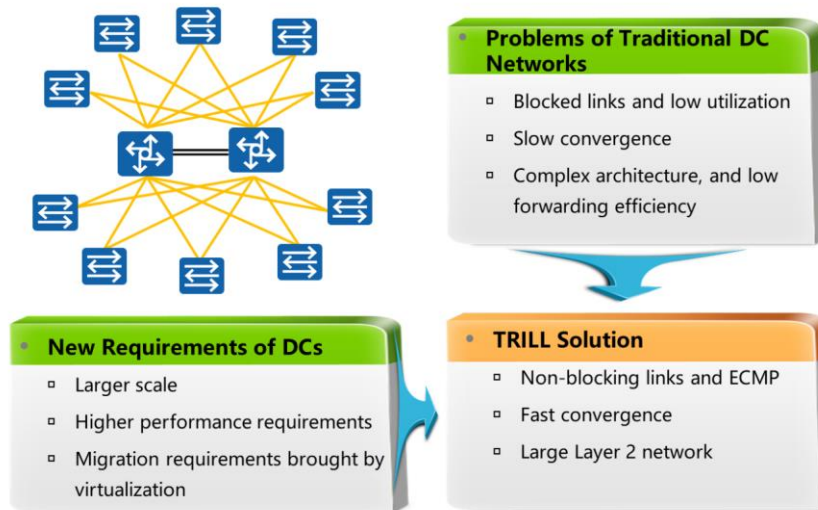 Problems of Traditional DC
Networks
Blocked links and low utilization
Slow convergence
Complex architecture, and low
forwarding efficiency
New Requirements of DCs
Larger scale
Higher performance requirements
Migration requirements brought by
virtualization
TRILL Solution
Non-blocking links and ECMP
Fast convergence
Large Layer 2 network